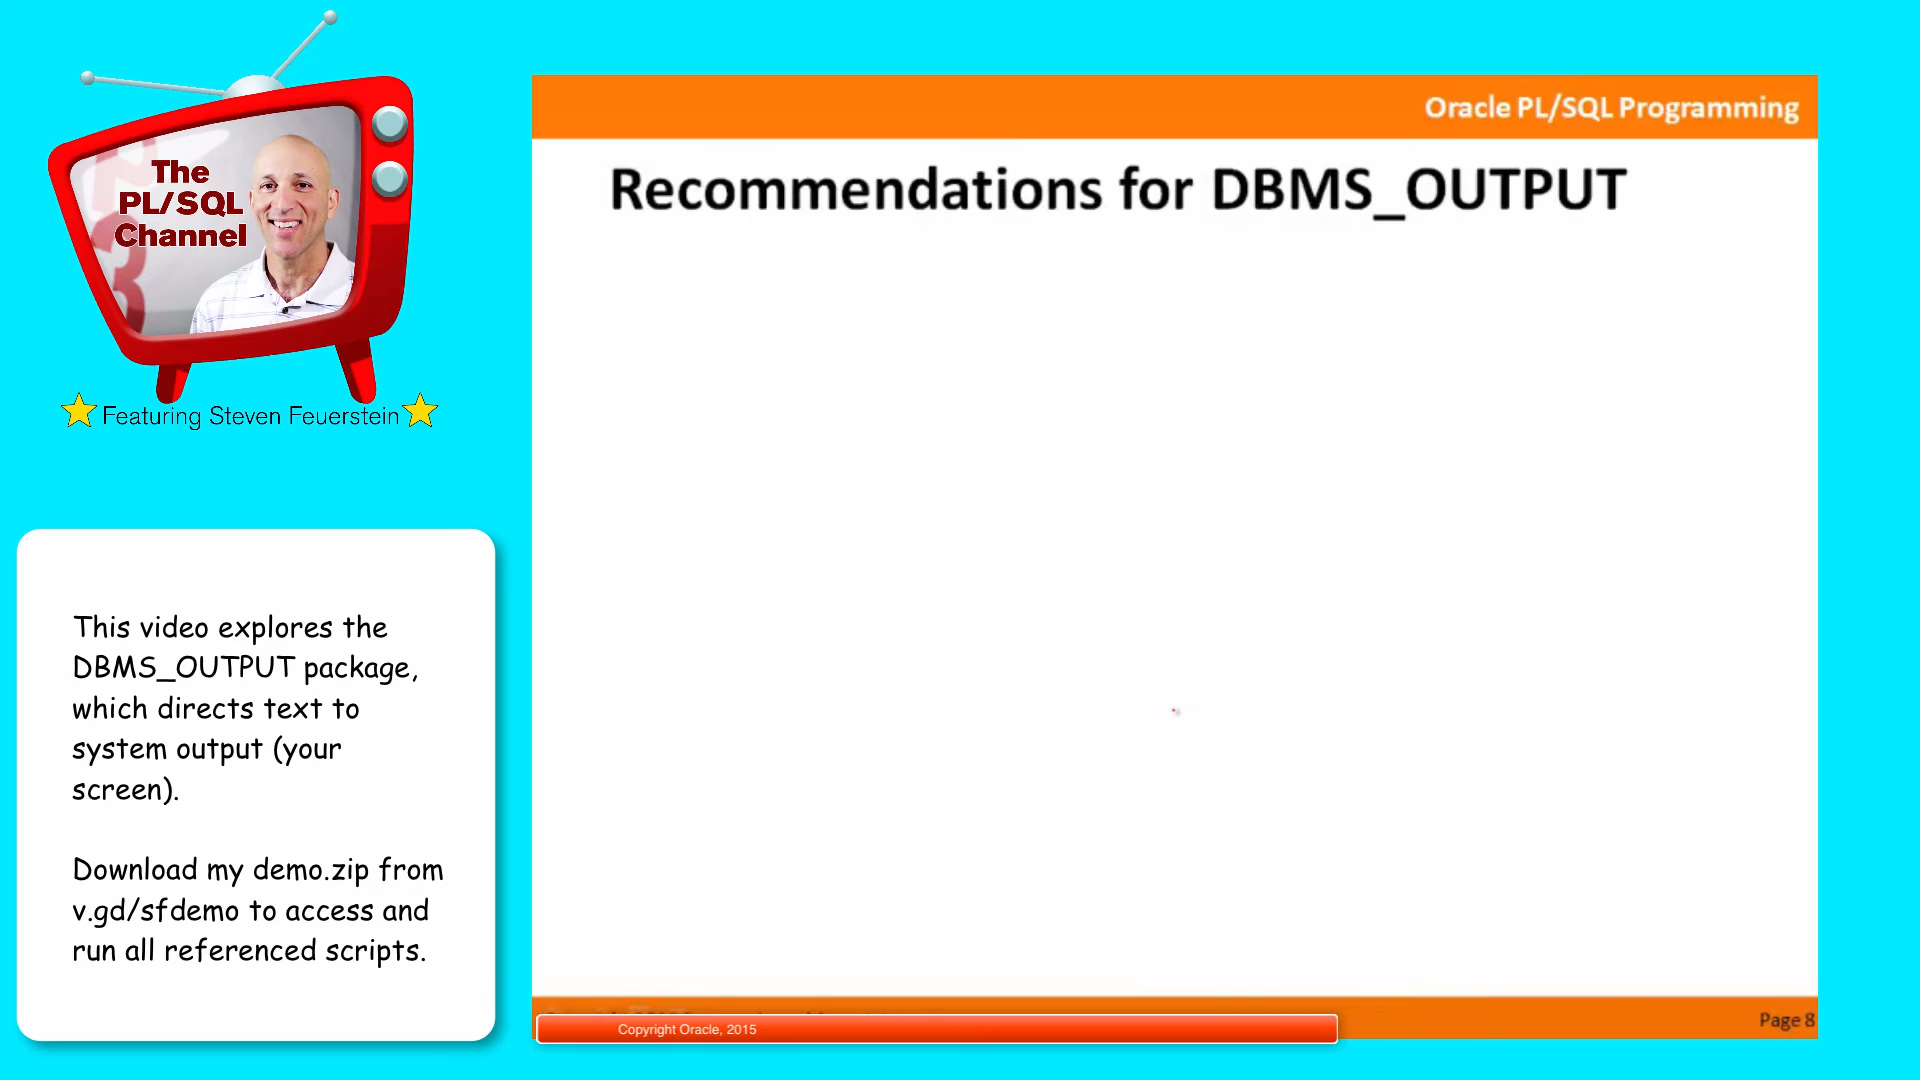 The
PL/SQL
Channel
Featuring Steven Feuerstein
This video explores the
DBMS_OUTPUT package,
which directs text to
system output (your
screen).
Download my demo.zip from
v.gd/sfdemo to access and
run all referenced scripts.
Oracle PL/SQL Programming
Recommendations for DBMS_OUTPUT
Copyright Oracle, 2015
Page 8